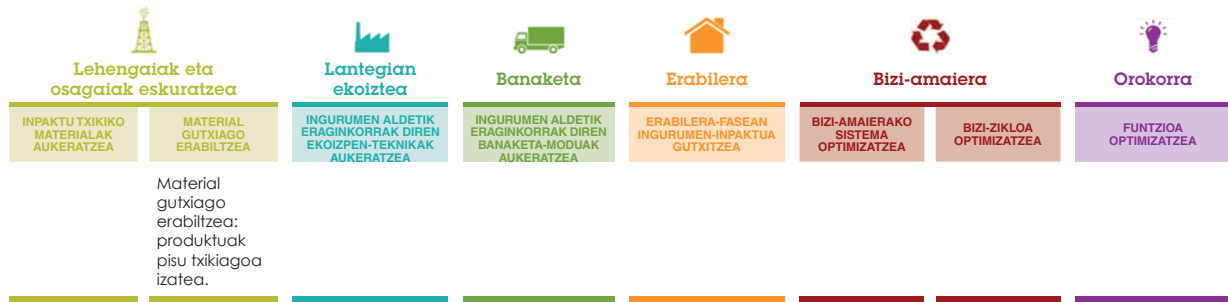 Lehengaiak eta
osagaiak eskuratzea
Lantegian
ekoiztea
Banaketa
Erabilera
Bizi-amaiera
Orokorra
INPAKTU TXIKIKO
MATERIALAK
AUKERATZEA
MATERIAL
GUTXIAGO
ERABILTZEA
INGURUMEN ALDETIK
ERAGINKORRAK DIREN
EKOIZPEN-TEKNIKAK
AUKERATZEA
INGURUMEN ALDETIK
ERAGINKORRAK DIREN
BANAKETA-MODUAK
AUKERATZEA
ERABILERA-FASEAN
INGURUMEN-INPAKTUA
GUTXITZEA
BIZI-AMAIERAKO
SISTEMA
OPTIMIZATZEA
BIZI-ZIKLOA
OPTIMIZATZEA
FUNTZIOA
OPTIMIZATZEA
Material
gutxiago
erabiltzea:
produktuak
pisu txikiagoa
izatea.